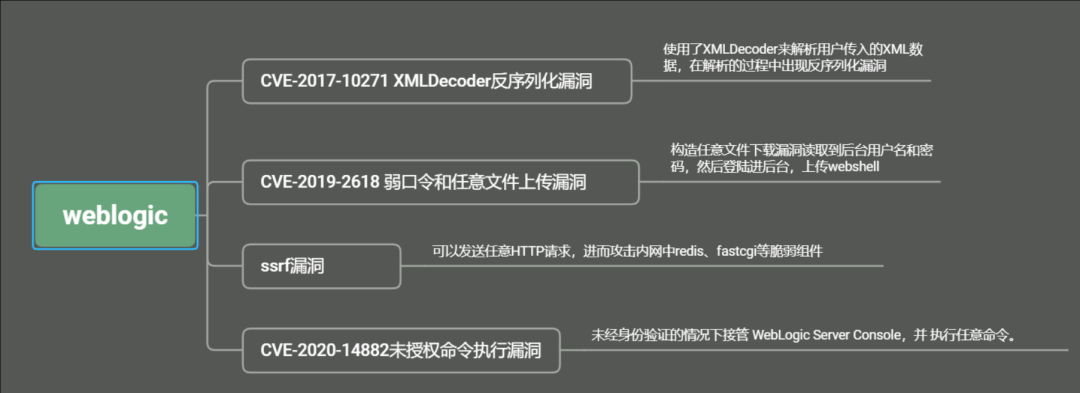 使用了XMLDecoder来解析用户传入的XML数
据，在解析的过程中出现反序列化漏洞
CVE-2017-10271 XMLDecoder反序列化漏洞
构造任意文件下载漏洞读取到后台用户名和密
码，然后登陆进后台，上传webshell
CVE-2019-2618 弱口令和任意文件上传漏洞
weblogic
可以发送任意HTTP请求，进而攻击内网中redis、fastcgi等脆弱组件
ssrf漏洞
未经身份验证的情况下接管 WebLogic Server Console，并 执行任意命令。
CVE-2020-14882未授权命令执行漏洞